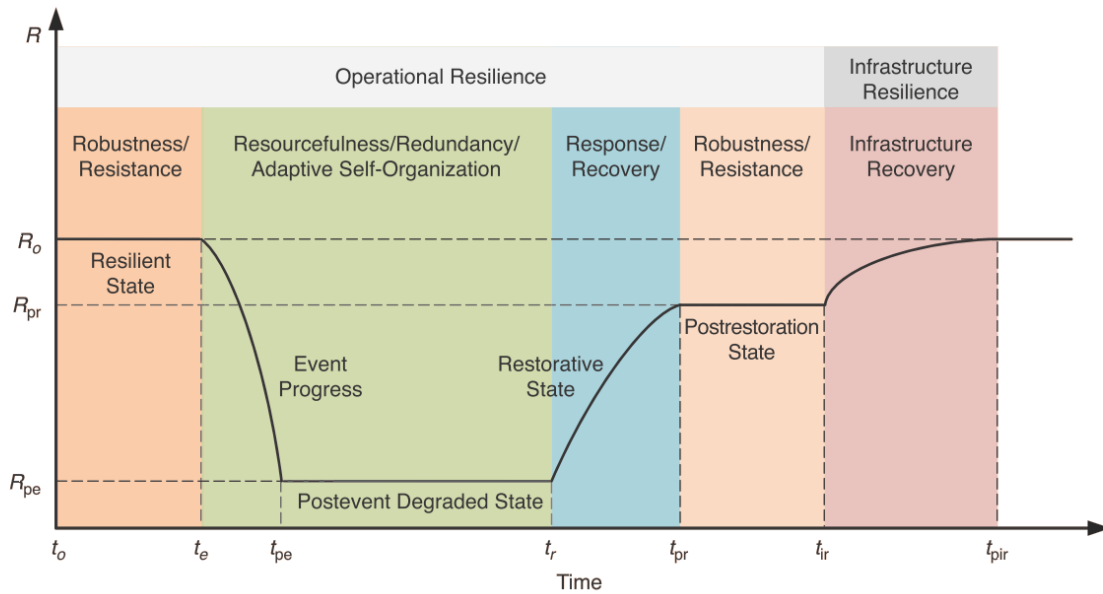 R
Operational Resilience
Infrastructure
Resilience
Robustness/
Resistance
Resourcefulness/Redundancy/
Adaptive Self-Organization
Response/
Recovery
Robustness/
Resistance
Infrastructure
Recovery
Ro
Resilient
State
Rpr
Postrestoration
State
Event
Progress
Restorative
State
Rpe
Postevent Degraded State
to
te
tpe
tr
tpr
tir
tpir
Time